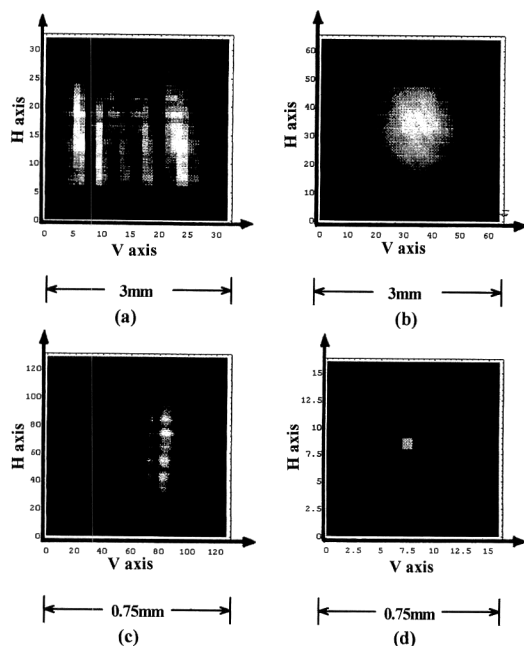 H axis
30
25
20
15
10
5
0
0 5 10 15 20 25 30
V axis
3mm
(a)
H axis
60
50
40
30
20
10
0
0 10 20 30 40 50 60
V axis
3mm
(b)
H axis
120
100
80
60
40
20
0
0 20 40 60 80 100 120
V axis
0.75mm
(c)
H axis
15
12.5
10
7.5
5
2.5
0
0 2.5 5 7.5 10 12.5 15
V axis
0.75mm
(d)